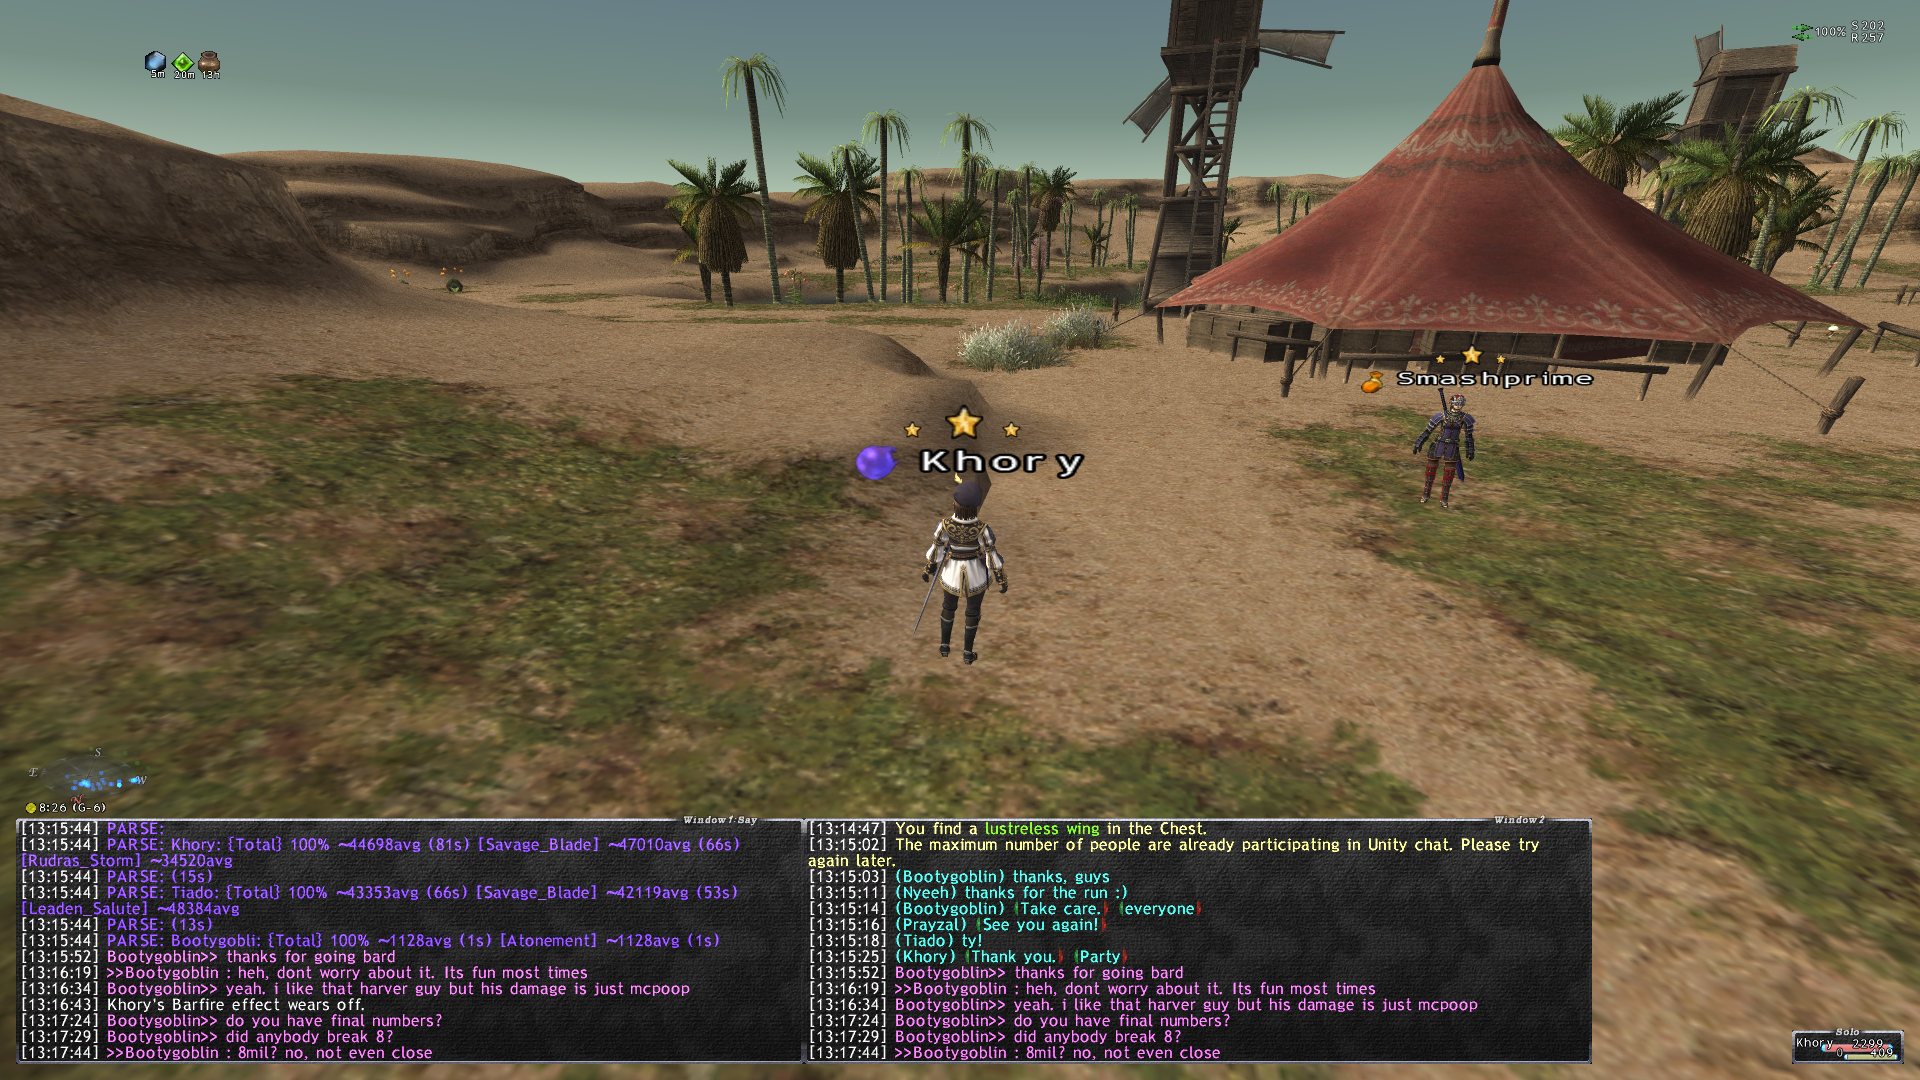 5m 20m 13h
100% S 202
R 257
Smashprime
Khory
S
E
W
N
8:26 (G-6)
Window 1: Say
[13:15:44] PARSE:
[13:15:44] PARSE: Khory: {Total} 100% ~44698avg (81s) [Savage_Blade] ~47010avg (66s)
[Rudras_Storm] ~34520avg
[13:15:44] PARSE: (15s)
[13:15:44] PARSE: Tiado: {Total} 100% ~43353avg (66s) [Savage_Blade] ~42119avg (53s)
[Leaden_Salute] ~48384avg
[13:15:44] PARSE: (13s)
[13:15:44] PARSE: Bootygobli: {Total} 100% ~1128avg (1s) [Atonement] ~1128avg (1s)
[13:15:52] Bootygoblin>> thanks for going bard
[13:16:19] >>Bootygoblin : heh, dont worry about it. Its fun most times
[13:16:34] Bootygoblin>> yeah. i like that harver guy but his damage is just mcpoop
[13:16:43] Khory's Barfire effect wears off.
[13:17:24] Bootygoblin>> do you have final numbers?
[13:17:29] Bootygoblin>> did anybody break 8?
[13:17:44] >>Bootygoblin : 8mil? no, not even close
Window 2
[13:14:47] You find a lustreless wing in the Chest.
[13:15:02] The maximum number of people are already participating in Unity chat. Please try
again later.
[13:15:03] (Bootygoblin) thanks, guys
[13:15:11] (Nyeeh) thanks for the run :)
[13:15:14] (Bootygoblin) {Take care.} {everyone}
[13:15:16] (Prayzal) {See you again!}
[13:15:18] (Tiado) ty!
[13:15:25] (Khory) {Thank you.} {Party}
[13:15:52] Bootygoblin>> thanks for going bard
[13:16:19] >>Bootygoblin : heh, dont worry about it. Its fun most times
[13:16:34] Bootygoblin>> yeah. i like that harver guy but his damage is just mcpoop
[13:17:24] Bootygoblin>> do you have final numbers?
[13:17:29] Bootygoblin>> did anybody break 8?
[13:17:44] >>Bootygoblin : 8mil? no, not even close
Solo
Khory 2299
0 409